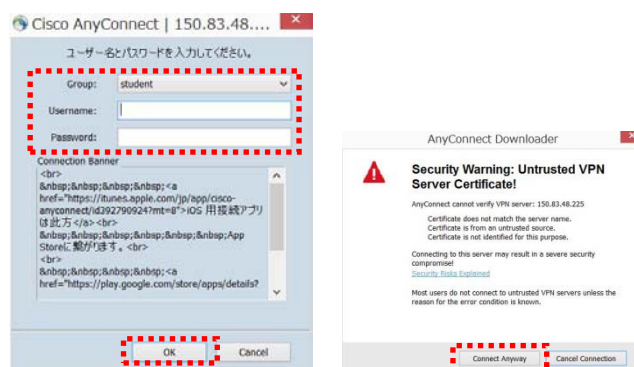 Cisco AnyConnect | 150.83.48....
ユーザー名とパスワードを入力してください。
Group: student
Username:
Password:
Connection Banner
<br>
&nbsp;&nbsp;&nbsp;&nbsp;<a
href="https://itunes.apple.com/jp/app/cisco-
anyconnect/id392790924?mt=8">iOS 用接続アプリ
は此方</a><br>
&nbsp;&nbsp;&nbsp;&nbsp;&nbsp;App
Storeに繋がります。<br>
<br>
&nbsp;&nbsp;&nbsp;&nbsp;<a
href="https://play.google.com/store/apps/details?
OK Cancel
AnyConnect Downloader
Security Warning: Untrusted VPN
Server Certificate!
AnyConnect cannot verify VPN server: 150.83.48.225
Certificate does not match the server name.
Certificate is from an untrusted source.
Certificate is not identified for this purpose.
Connecting to this server may result in a severe security
compromise!
Security Risks Explained
Most users do not connect to untrusted VPN servers unless the
reason for the error condition is known.
Connect Anyway Cancel Connection